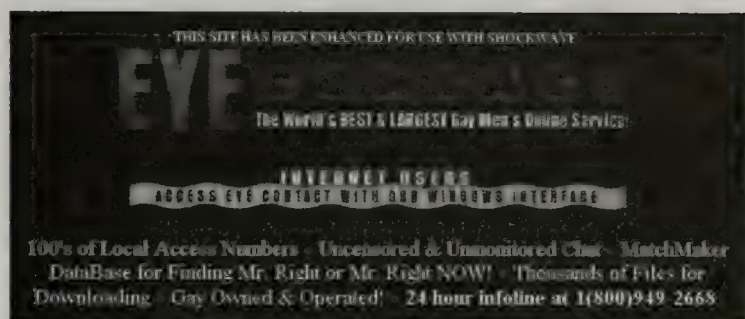 THIS SITE HAS BEEN ENHANCED FOR USE WITH SHOCKWAVE
EYE
The World's BEST & LARGEST Gay Men's Online Service!
INTERNET USERS
ACCESS EYE CONTACT WITH OUR WINDOWS INTERFACE
100's of Local Access Numbers - Uncensored & Unmonitored Chat - MatchMaker
DataBase for Finding Mr. Right or Mr. Right NOW! - Thousands of Files for
Downloading - Gay Owned & Operated! - 24 hour infoline at 1(800)949-2668